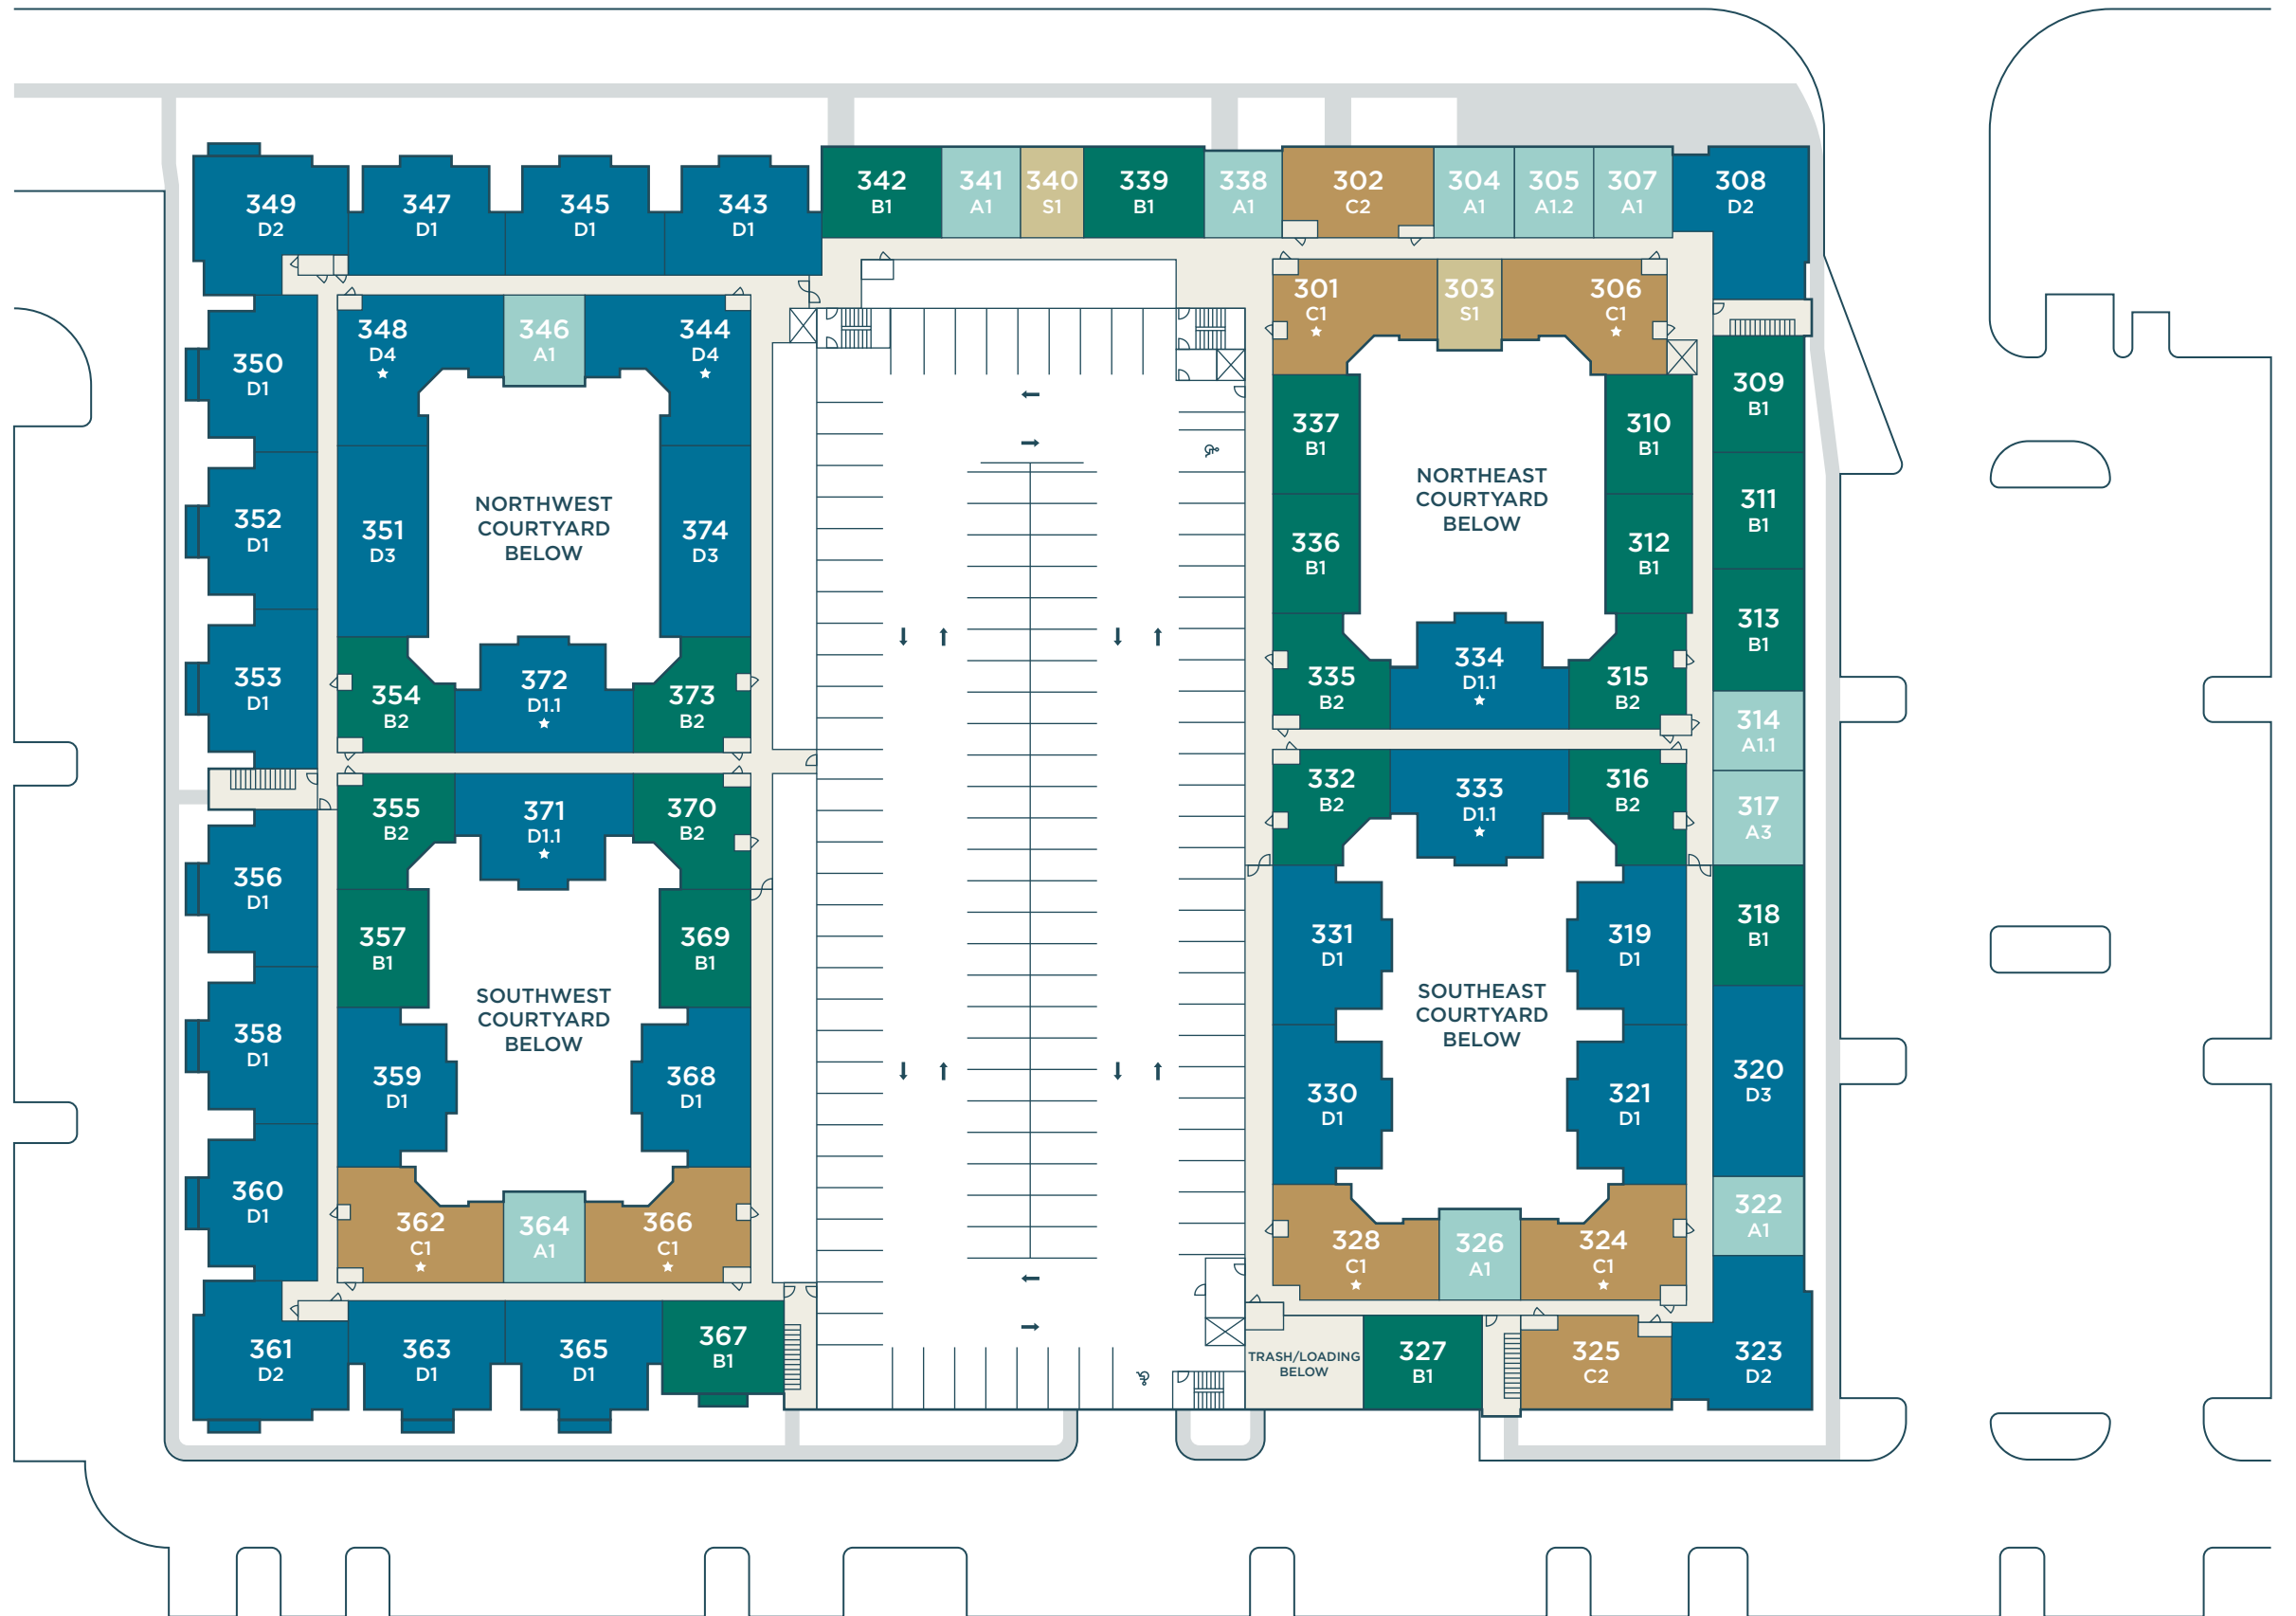 349
D2
347
D1
345
D1
343
D1
342
B1
341
A1
340
S1
339
B1
338
A1
302
C2
304
A1
305
A1.2
307
A1
308
D2
348
D4
346
A1
344
D4
301
C1
303
S1
306
C1
350
D1
309
B1
337
B1
310
B1
NORTHWEST
COURTYARD
BELOW
NORTHEAST
COURTYARD
BELOW
352
D1
351
D3
374
D3
311
B1
336
B1
312
B1
353
D1
354
B2
372
D1.1
373
B2
335
B2
334
D1.1
315
B2
313
B1
314
A1.1
355
B2
371
D1.1
370
B2
332
B2
333
D1.1
316
B2
317
A3
356
D1
357
B1
369
B1
331
D1
319
D1
318
B1
SOUTHWEST
COURTYARD
BELOW
SOUTHEAST
COURTYARD
BELOW
358
D1
359
D1
368
D1
330
D1
321
D1
320
D3
360
D1
362
C1
364
A1
366
C1
328
C1
326
A1
324
C1
322
A1
361
D2
363
D1
365
D1
367
B1
TRASH/LOADING
BELOW
327
B1
325
C2
323
D2